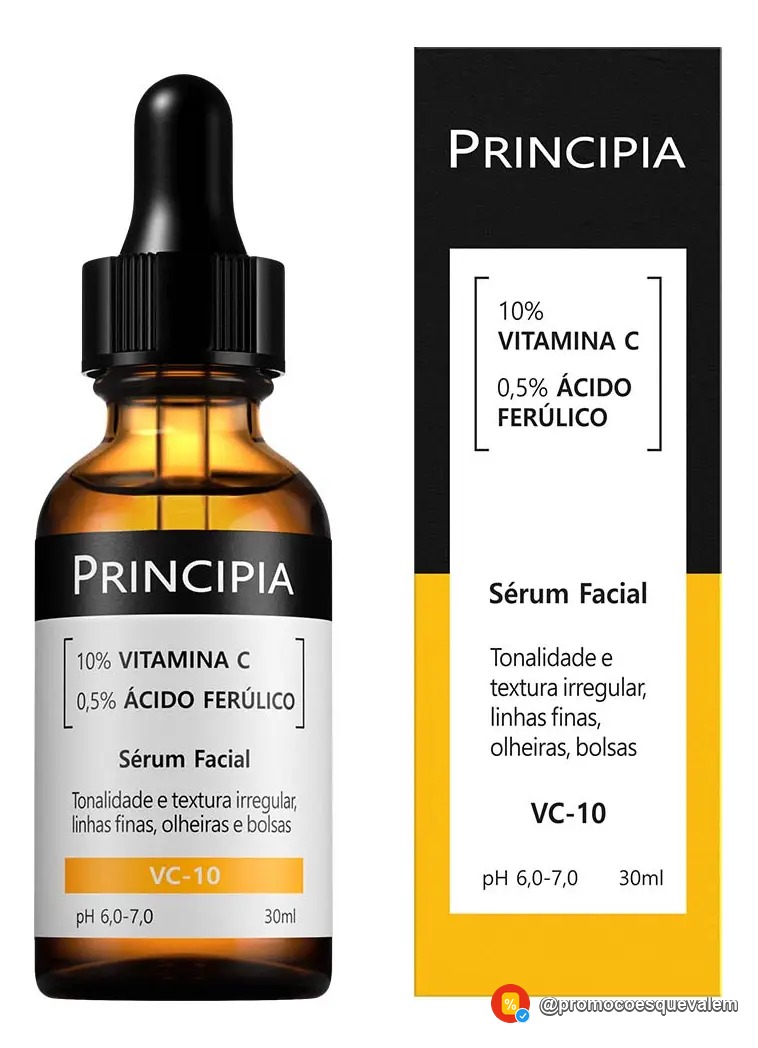 PRINCIPIA
10% VITAMINA C
0,5% ÁCIDO FERÚLICO
Sérum Facial
Tonalidade e textura irregular,
linhas finas, olheiras e bolsas
VC-10
pH 6,0-7,0 30ml
PRINCIPIA
10%
VITAMINA C
0,5% ÁCIDO
FERÚLICO
Sérum Facial
Tonalidade e
textura irregular,
linhas finas,
olheiras, bolsas
VC-10
pH 6,0-7,0 30ml
% @promocoesquevalem